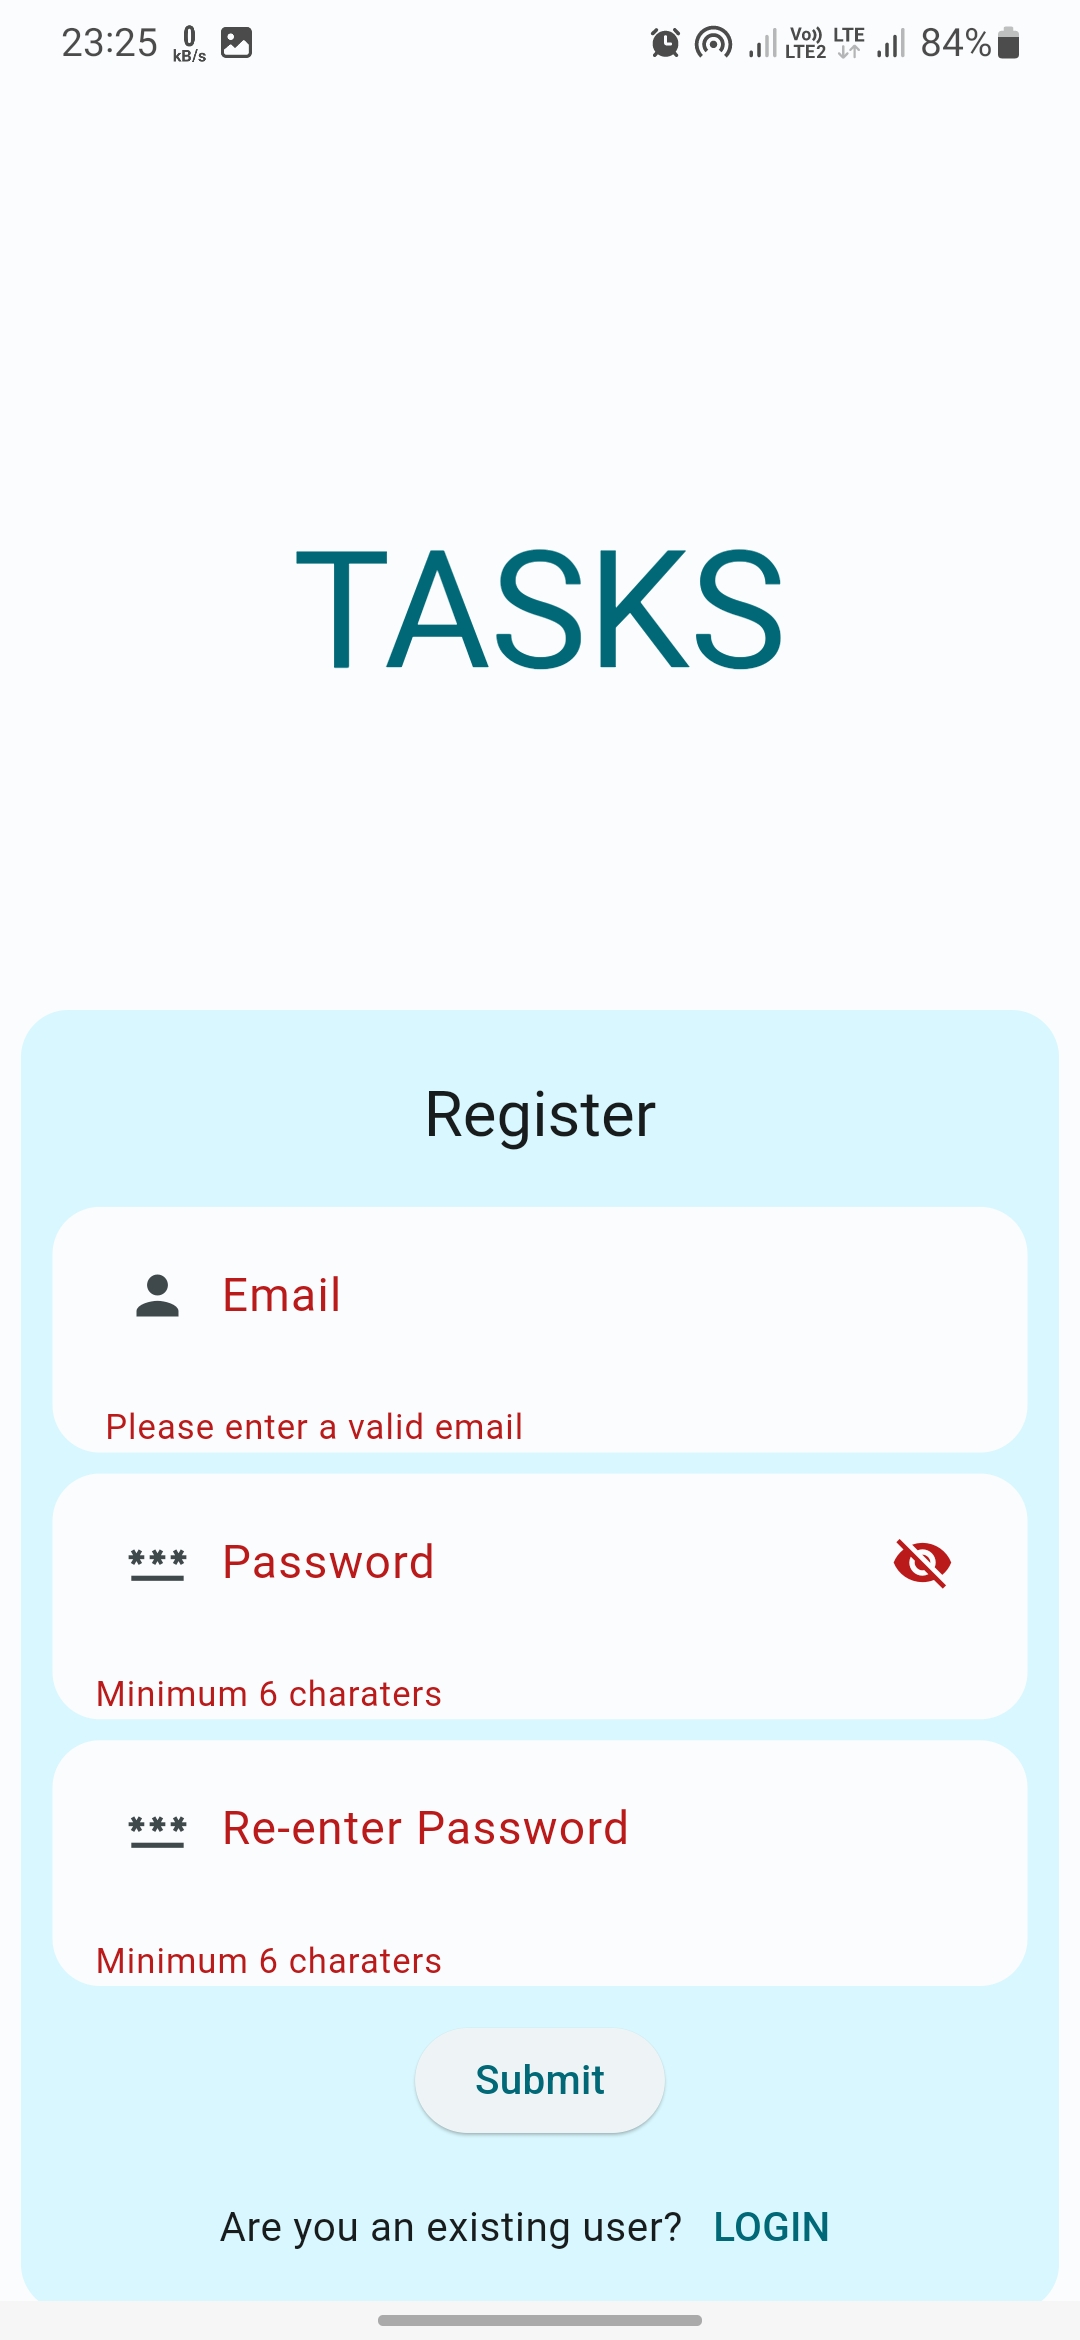 23:25 0 kB/s Vo)) LTE2 LTE 84%
TASKS
Register
Email
Please enter a valid email
*** Password
Minimum 6 charaters
*** Re-enter Password
Minimum 6 charaters
Submit
Are you an existing user? LOGIN